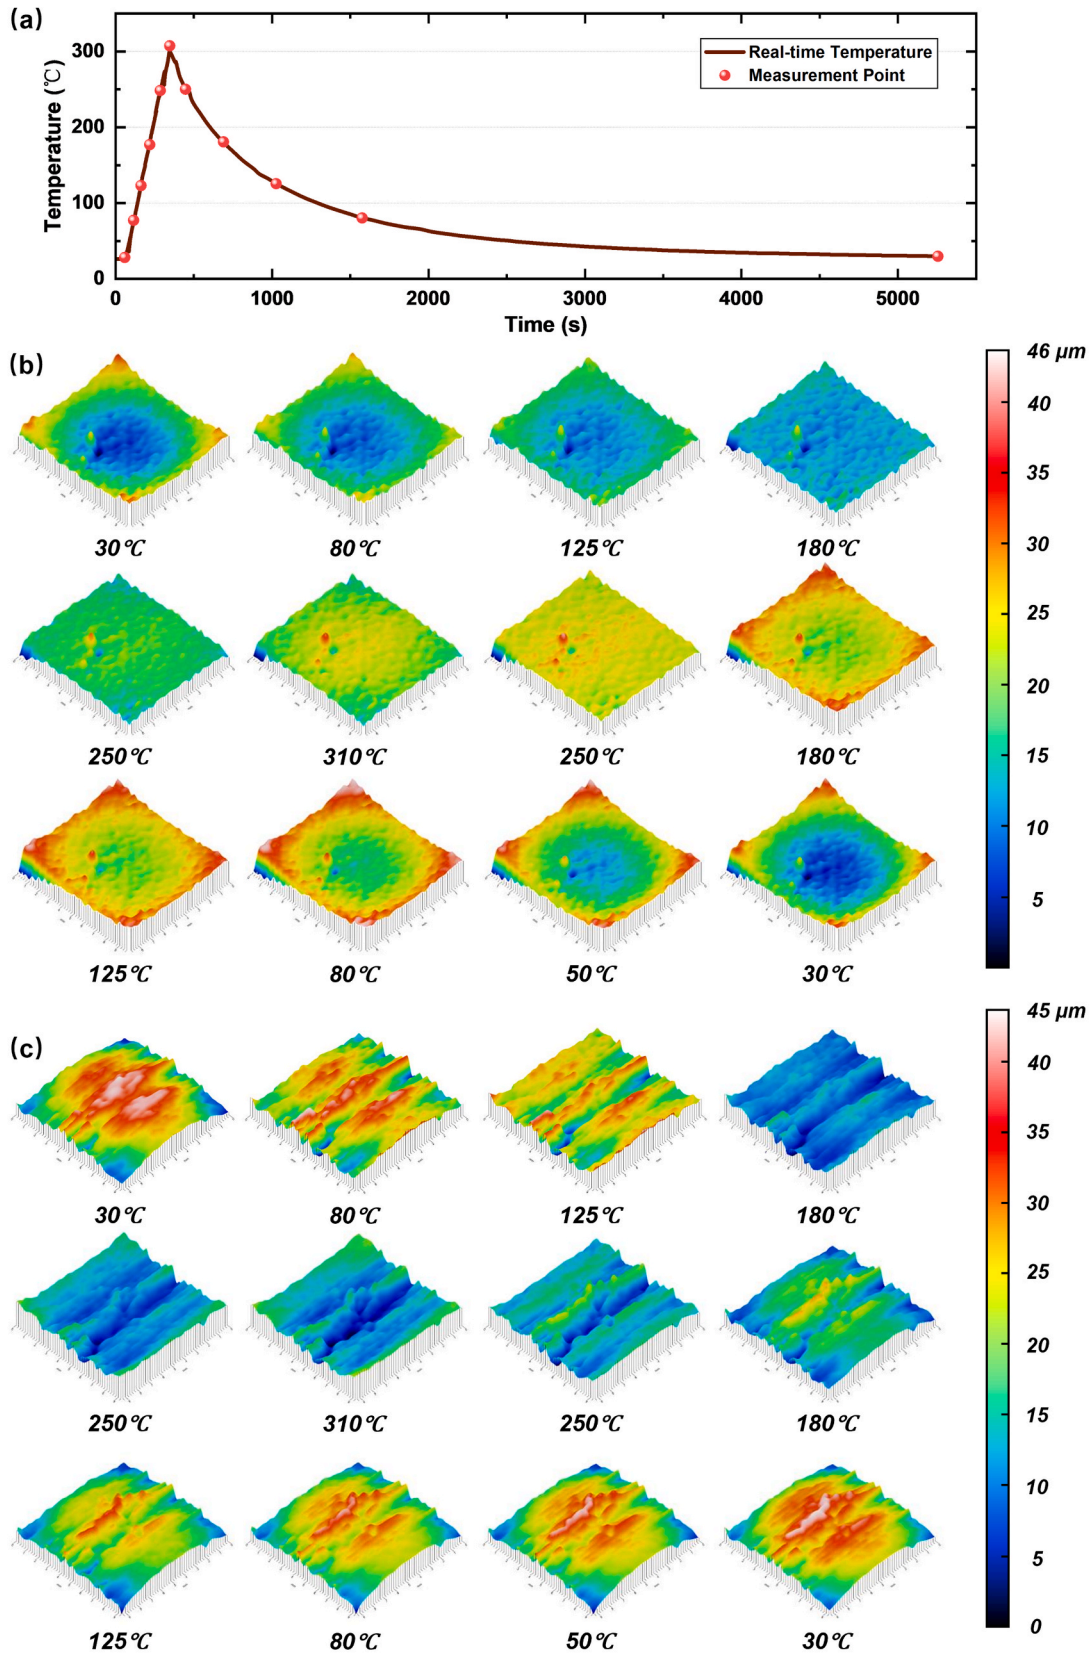 (a)
Temperature (℃)
300
200
100
0
Real-time Temperature
Measurement Point
0 1000 2000 3000 4000 5000
Time (s)
(b)
30℃ 80℃ 125℃ 180℃
250℃ 310℃ 250℃ 180℃
125℃ 80℃ 50℃ 30℃
46 μm
40
35
30
25
20
15
10
5
(c)
30℃ 80℃ 125℃ 180℃
250℃ 310℃ 250℃ 180℃
125℃ 80℃ 50℃ 30℃
45 μm
40
35
30
25
20
15
10
5
0